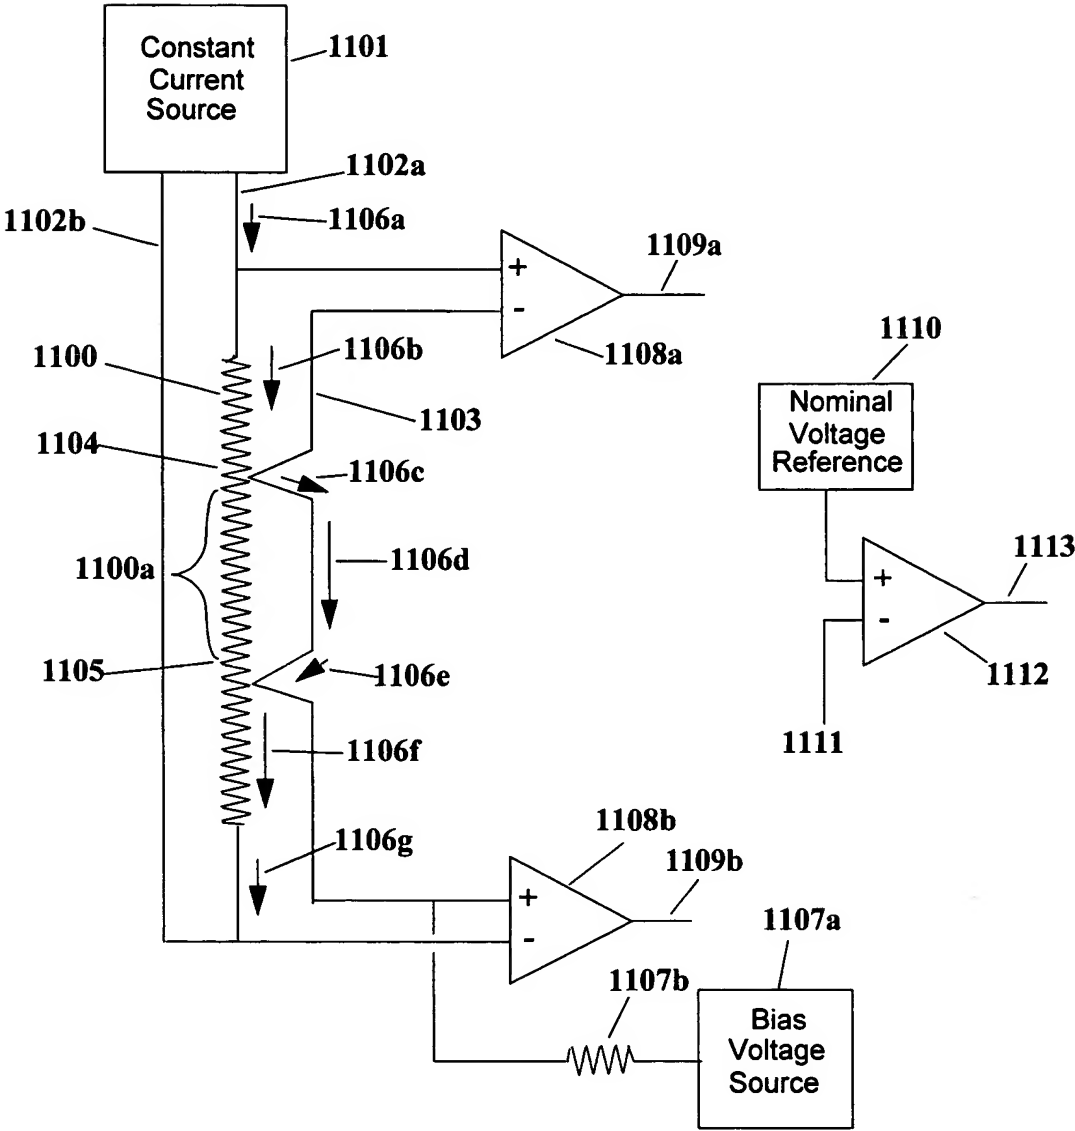 Constant
Current
Source
1101
1102a
1102b
1106a
1109a
+
-
1108a
1110
1100
1106b
Nominal
Voltage
Reference
1103
1104
1106c
1100a
1106d
1113
+
-
1105
1106e
1112
1111
1106f
1108b
1106g
1109b
+
-
1107a
1107b
Bias
Voltage
Source